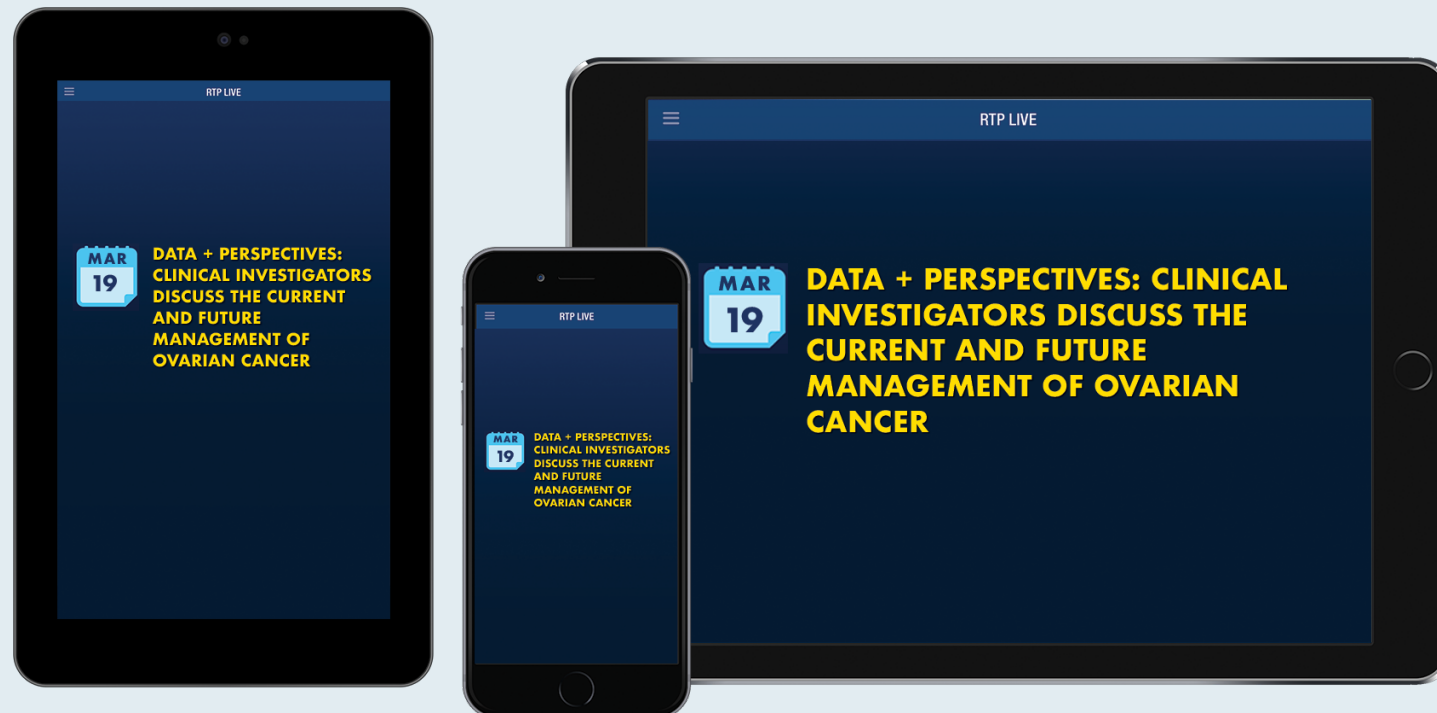 RTP LIVE
MAR
19
DATA + PERSPECTIVES:
CLINICAL INVESTIGATORS
DISCUSS THE CURRENT
AND FUTURE
MANAGEMENT OF
OVARIAN CANCER
RTP LIVE
MAR
19
DATA + PERSPECTIVES:
CLINICAL INVESTIGATORS
DISCUSS THE CURRENT
AND FUTURE
MANAGEMENT OF
OVARIAN CANCER
RTP LIVE
MAR
19
DATA + PERSPECTIVES: CLINICAL
INVESTIGATORS DISCUSS THE
CURRENT AND FUTURE
MANAGEMENT OF OVARIAN
CANCER